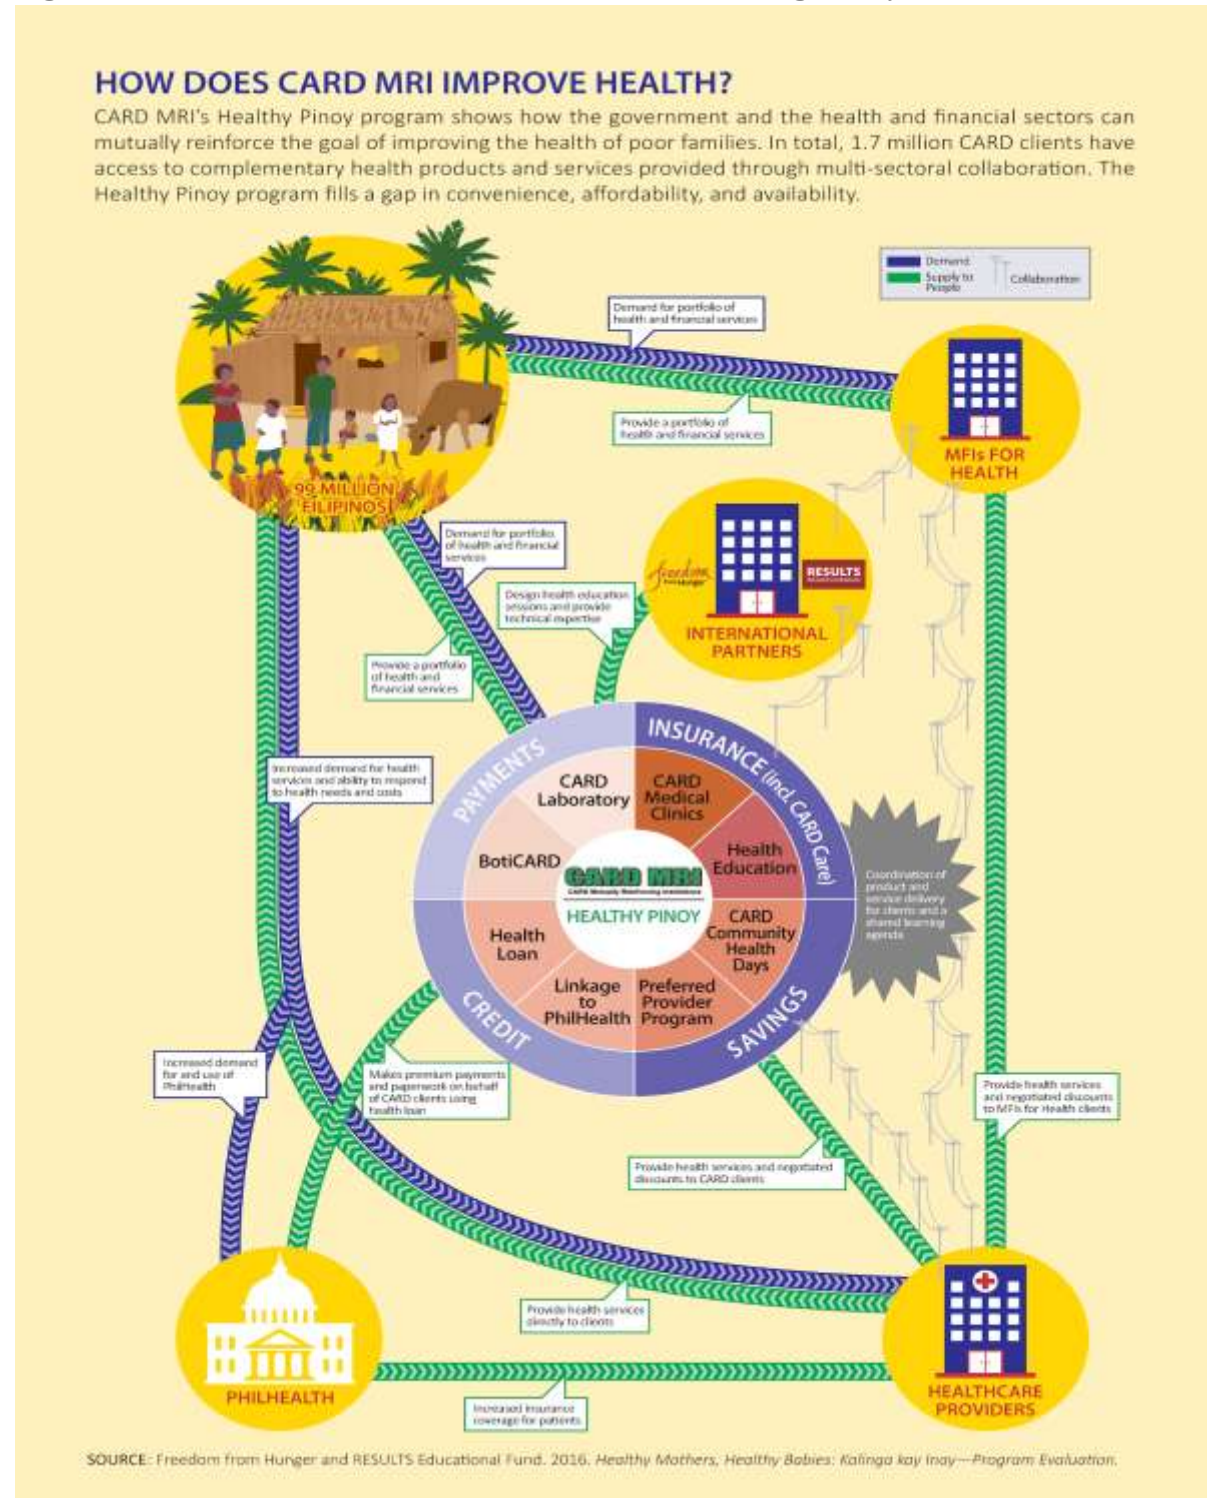 HOW DOES CARD MRI IMPROVE HEALTH?
CARD MRI's Healthy Pinoy program shows how the government and the health and financial sectors can
mutually reinforce the goal of improving the health of poor families. In total, 1.7 million CARD clients have
access to complementary health products and services provided through multi-sectoral collaboration. The
Healthy Pinoy program fills a gap in convenience, affordability, and availability.
Demand
Supply to
People
Collaboration
Demand for portfolio of
health and financial services
Provide a portfolio of
health and financial services
MFIs FOR
HEALTH
99 MILLION
FILIPINOS
Demand for portfolio
of health and financial
services
Design health education
sessions and provide
technical expertise
freedom
from hunger
RESULTS
INTERNATIONAL
PARTNERS
Provide a portfolio
of health and
financial services
Increased demand for health
services and ability to respond
to health needs and costs
PAYMENTS
INSURANCE (incl. CARD Care)
CREDIT
SAVINGS
CARD
Laboratory
CARD
Medical
Clinics
BotiCARD
Health
Education
CARD MRI
CARD Mutually Reinforcing Institutions
HEALTHY PINOY
Health
Loan
CARD
Community
Health
Days
Linkage
to
PhilHealth
Preferred
Provider
Program
Coordination of
product and
service delivery
for clients and a
shared learning
agenda
Increased demand
for and use of
PhilHealth
Makes premium payments
and paperwork on behalf
of CARD clients using
health loan
Provide health services
and negotiated discounts
to MFIs for Health clients
Provide health services and negotiated
discounts to CARD clients
Provide health services
directly to clients
PHILHEALTH
Increased insurance
coverage for patients
HEALTHCARE
PROVIDERS
SOURCE: Freedom from Hunger and RESULTS Educational Fund. 2016. Healthy Mothers, Healthy Babies: Kalinga kay Inay—Program Evaluation.